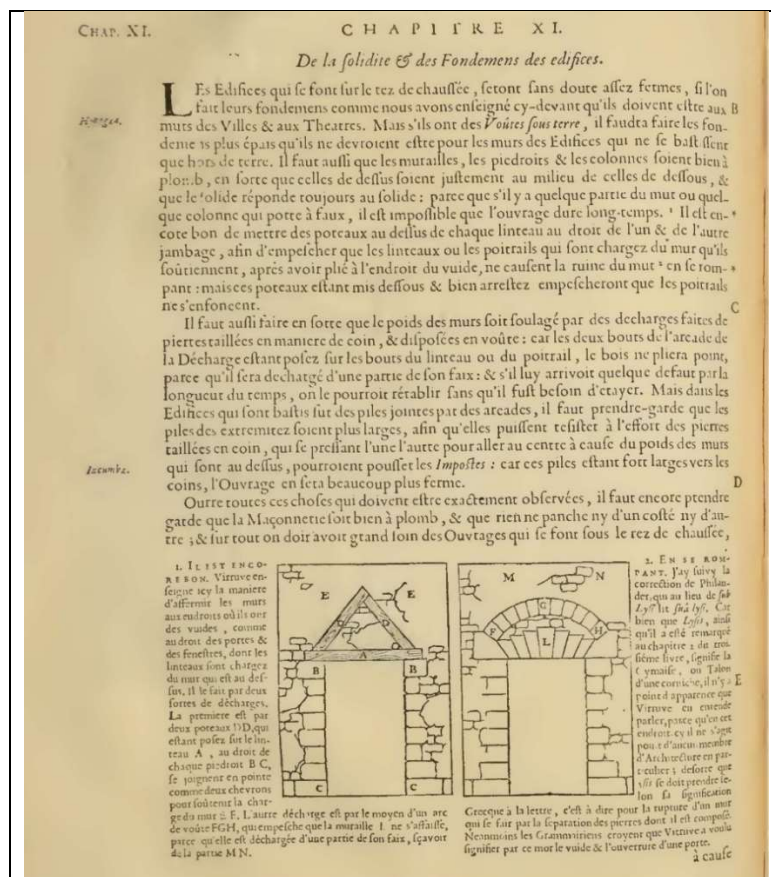 CHAP. XI.
CHAPITRE XI.
De la solidite & des Fondemens des edifices.
LEs Edifices qui se font sur le rez de chaussée, seront sans doute assez fermes, si l'on
fait leurs fondemens comme nous avons enseigné cy-devant qu'ils doivent estre aux B
murs des Villes & aux Theatres. Mais s'ils ont des Voûtes sous terre, il faudra faire les fon-
demens plus épais qu'ils ne devroient estre pour les murs des Edifices qui ne se bastissent
que hors de terre. Il faut aussi que les murailles, les piedroits & les colonnes soient bien à
plomb, en sorte que celles de dessus soient justement au milieu de celles de dessous, &
que le solide réponde toujours au solide: parce que s'il y a quelque partie du mur ou quel-
que colonne qui porte à faux, il est impossible que l'ouvrage dure long-temps. ¹ Il est en-
core bon de mettre des poteaux au dessus de chaque linteau au droit de l'un & de l'autre
jambage, afin d'empescher que les linteaux ou les poitrails qui sont chargez du mur qu'ils
soûtiennent, aprés avoir plié à l'endroit du vuide, ne causent la ruine du mur ² en se rom-
pant: mais ces poteaux estant mis dessous & bien arrestez empescheront que les poitrails
ne s'enfoncent. C
Il faut aussi faire en sorte que le poids des murs soit soulagé par des decharges faites de
pierres taillées en maniere de coin, & disposées en voûte: car les deux bouts de l'arcade de
la Décharge estant posez sur les bouts du linteau ou du poitrail, le bois ne pliera point,
parce qu'il sera dechargé d'une partie de son faix: & s'il luy arrivoit quelque defaut par la
longueur du temps, on le pourroit rétablir sans qu'il fust besoin d'etayer. Mais dans les
Edifices qui sont bastis sur des piles jointes par des arcades, il faut prendre-garde que les
piles des extremitez soient plus larges, afin qu'elles puissent resister à l'effort des pierres
taillées en coin, qui se pressant l'une l'autre pour aller au centre à cause du poids des murs
Incumbæ.
qui sont au dessus, pourroient pousser les Impostes: car ces piles estant fort larges vers les
coins, l'Ouvrage en sera beaucoup plus ferme. D
Outre toutes ces choses qui doivent estre exactement observées, il faut encore prendre
garde que la Maçonnerie soit bien à plomb, & que rien ne panche ny d'un costé ny d'au-
tre; & sur tout on doit avoir grand soin des Ouvrages qui se font sous le rez de chaussée,
1. IL EST ENCO-
RE BON. Vitruve en-
seigne icy la maniere
d'affermir les murs
aux endroits où ils ont
des vuides, comme
au droit des portes &
des fenestres, dont les
linteaux sont chargez
du mur qui est au des-
sus. Il le fait par deux
sortes de décharges.
La premiere est par
deux poteaux DD, qui
estant posez sur le lin-
teau A, au droit de
chaque piedroit BC,
se joignent en pointe
comme deux chevrons
pour soûtenir la char-
ge du mur E E. L'autre décharge est par le moyen d'un arc
de voûte FGH, qui empesche que la muraille L ne s'affaisse,
parce qu'elle est déchargée d'une partie de son faix, sçavoir
de la partie MN.
E E
A
B B
C C
M N
F G H
L
2. EN SE ROM-
PANT. J'ay suivy la
correction de Philan-
der, qui au lieu de sub
Lysi lit suâ lysi. Car
bien que Lysis, ainsi
qu'il a esté remarqué
au chapitre 2 du troi-
siéme livre, signifie la
Cymaise, ou Talon
d'une corniche, il n'y a E
point d'apparence que
Vitruve en entende
parler, parce qu'en cet
endroit-cy il ne s'agit
point d'aucun membre
d'Architecture en par-
ticulier; desorte que
lysis se doit prendre se-
lon sa signification
Grecque à la lettre, c'est à dire pour la rupture d'un mur
qui se fait par la separation des pierres dont il est composé.
Neanmoins les Grammairiens croyent que Vitruve a voulu
signifier par ce mot le vuide & l'ouverture d'une porte.
à cause